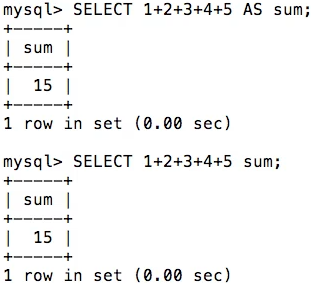 mysql> SELECT 1+2+3+4+5 AS sum;
+-----+
| sum |
+-----+
|  15 |
+-----+
1 row in set (0.00 sec)

mysql> SELECT 1+2+3+4+5 sum;
+-----+
| sum |
+-----+
|  15 |
+-----+
1 row in set (0.00 sec)